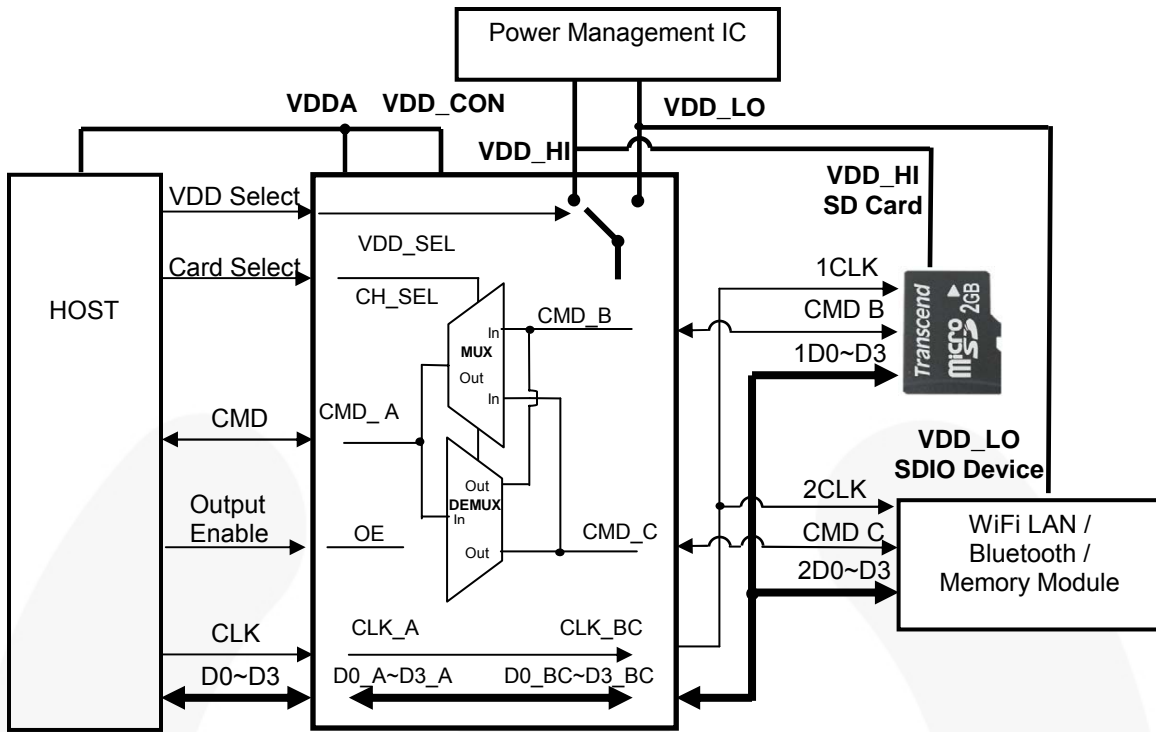 Power Management IC
VDDA
VDD_CON
VDD_LO
VDD_HI
VDD_HI
SD Card
HOST
VDD Select
VDD_SEL
Card Select
CH_SEL
In
MUX
Out
In
CMD_B
CMD_ A
CMD
Out
DEMUX
In
Out
CMD_C
Output
Enable
OE
CLK
CLK_A
CLK_BC
D0~D3
D0_A~D3_A
D0_BC~D3_BC
1CLK
CMD B
1D0~D3
Transcend
micro
SD
2GB
VDD_LO
SDIO Device
2CLK
CMD C
2D0~D3
WiFi LAN /
Bluetooth /
Memory Module